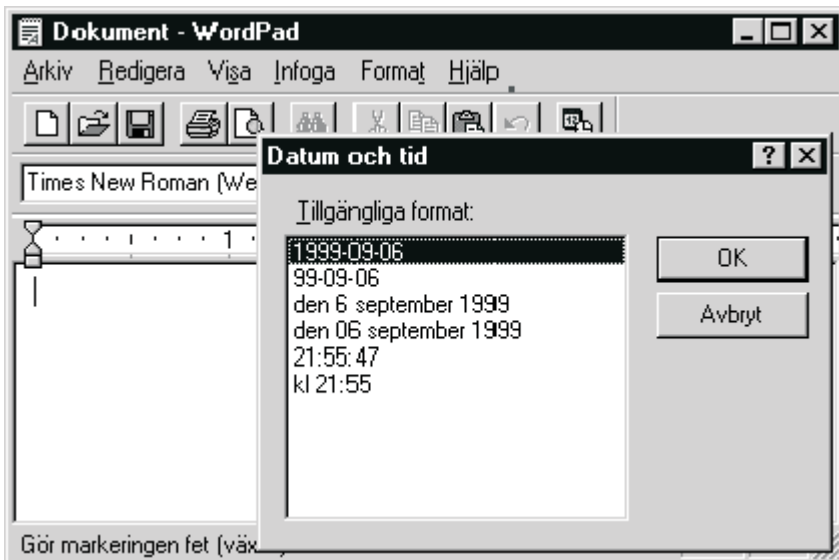 Dokument - WordPad
Arkiv Redigera Visa Infoga Format Hjälp
Times New Roman (We
Datum och tid
Tillgängliga format:
1
1999-09-06
99-09-06
den 6 september 1999
den 06 september 1999
21:55:47
kl 21:55
OK
Avbryt
Gör markeringen fet (väx